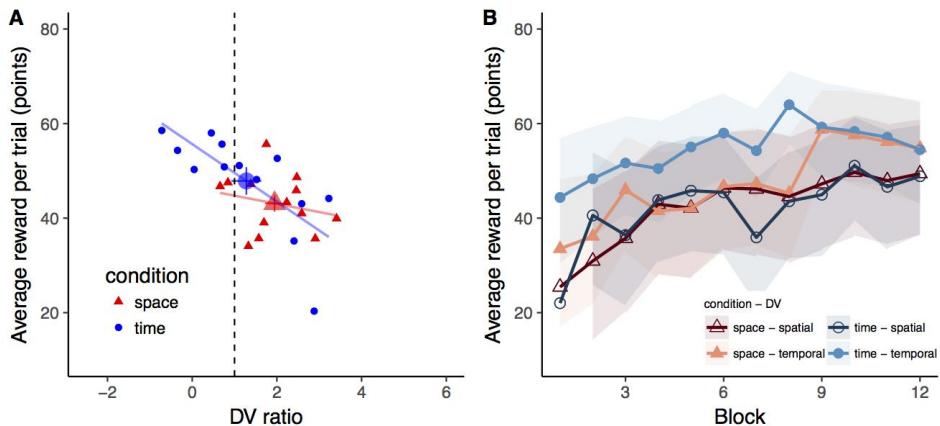 A
Average reward per trial (points)
80
60
40
20
condition
space
time
−2
0
2
4
6
DV ratio
B
Average reward per trial (points)
80
60
40
20
condition − DV
space − spatial
time − spatial
space − temporal
time − temporal
3
6
9
12
Block